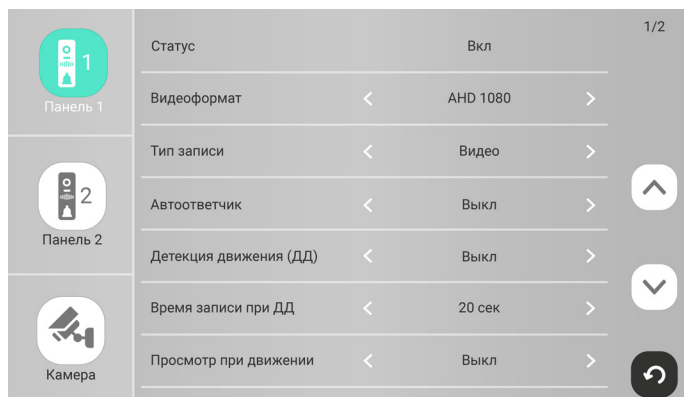 1
Панель 1
2
Панель 2
Камера
Статус Вкл
Видеоформат AHD 1080
Тип записи Видео
Автоответчик Выкл
Детекция движения (ДД) Выкл
Время записи при ДД 20 сек
Просмотр при движении Выкл
1/2